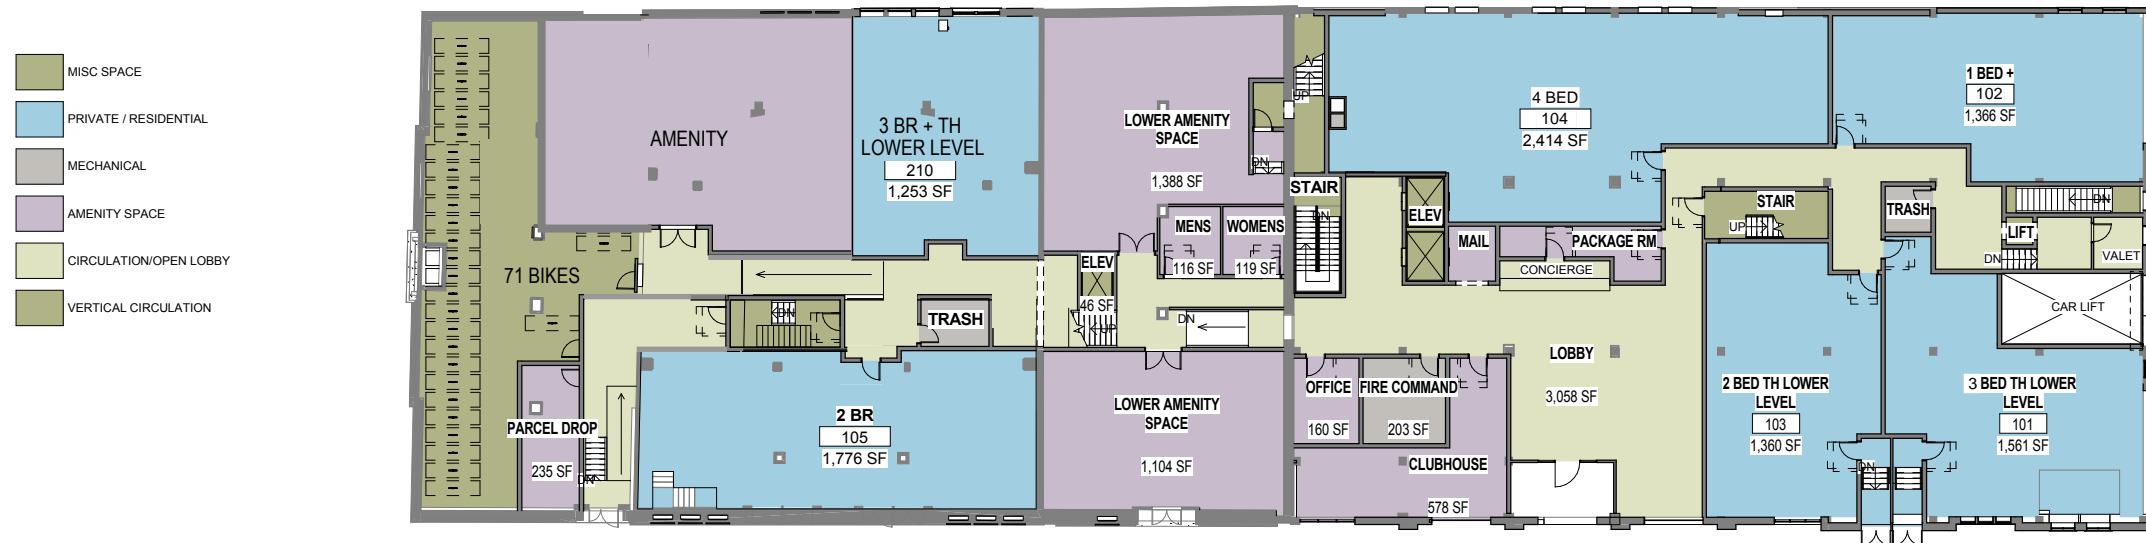 MISC SPACE
PRIVATE / RESIDENTIAL
MECHANICAL
AMENITY SPACE
CIRCULATION/OPEN LOBBY
VERTICAL CIRCULATION
71 BIKES
PARCEL DROP
235 SF
DN
AMENITY
3 BR + TH
LOWER LEVEL
210
1,253 SF
DN
TRASH
2 BR
105
1,776 SF
LOWER AMENITY
SPACE
1,388 SF
DN
MENS
116 SF
WOMENS
119 SF
ELEV
46 SF
UP
DN
LOWER AMENITY
SPACE
1,104 SF
UP
STAIR
DN
ELEV
4 BED
104
2,414 SF
MAIL
PACKAGE RM
CONCIERGE
LOBBY
3,058 SF
OFFICE
160 SF
FIRE COMMAND
203 SF
CLUBHOUSE
578 SF
1 BED +
102
1,366 SF
STAIR
UP
TRASH
DN
LIFT
DN
VALET
CAR LIFT
2 BED TH LOWER
LEVEL
103
1,360 SF
3 BED TH LOWER
LEVEL
101
1,561 SF
DN